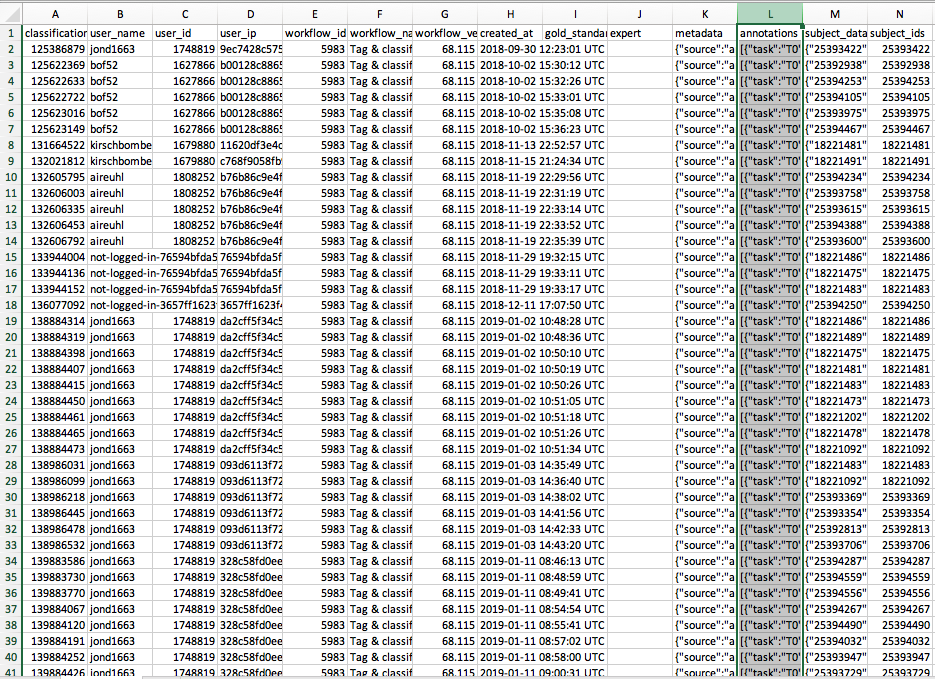 A B C D E F G H I J K L M N
1 classification user_name user_id user_ip workflow_id workflow_na workflow_ve created_at gold_standar expert metadata annotations subject_data subject_ids
2 125386879 jond1663 1748819 9ec7428c575 5983 Tag & classif 68.115 2018-09-30 12:23:01 UTC {"source":"a [{"task":"T0" {"25393422": 25393422
3 125622369 bof52 1627866 b00128c8865 5983 Tag & classif 68.115 2018-10-02 15:30:12 UTC {"source":"a [{"task":"T0" {"25392938": 25392938
4 125622633 bof52 1627866 b00128c8865 5983 Tag & classif 68.115 2018-10-02 15:32:26 UTC {"source":"a [{"task":"T0" {"25394253": 25394253
5 125622722 bof52 1627866 b00128c8865 5983 Tag & classif 68.115 2018-10-02 15:33:01 UTC {"source":"a [{"task":"T0" {"25394105": 25394105
6 125623016 bof52 1627866 b00128c8865 5983 Tag & classif 68.115 2018-10-02 15:35:08 UTC {"source":"a [{"task":"T0" {"25393975": 25393975
7 125623149 bof52 1627866 b00128c8865 5983 Tag & classif 68.115 2018-10-02 15:36:23 UTC {"source":"a [{"task":"T0" {"25394467": 25394467
8 131664522 kirschbombe 1679880 11620df3e4c 5983 Tag & classif 68.115 2018-11-13 22:52:57 UTC {"source":"a [{"task":"T0" {"18221481": 18221481
9 132021812 kirschbombe 1679880 c768f9058fb 5983 Tag & classif 68.115 2018-11-15 21:24:34 UTC {"source":"a [{"task":"T0" {"18221491": 18221491
10 132605795 aireuhl 1808252 b76b86c9e4f 5983 Tag & classif 68.115 2018-11-19 22:29:56 UTC {"source":"a [{"task":"T0" {"25394234": 25394234
11 132606003 aireuhl 1808252 b76b86c9e4f 5983 Tag & classif 68.115 2018-11-19 22:31:19 UTC {"source":"a [{"task":"T0" {"25393758": 25393758
12 132606335 aireuhl 1808252 b76b86c9e4f 5983 Tag & classif 68.115 2018-11-19 22:33:14 UTC {"source":"a [{"task":"T0" {"25393615": 25393615
13 132606453 aireuhl 1808252 b76b86c9e4f 5983 Tag & classif 68.115 2018-11-19 22:33:52 UTC {"source":"a [{"task":"T0" {"25394388": 25394388
14 132606792 aireuhl 1808252 b76b86c9e4f 5983 Tag & classif 68.115 2018-11-19 22:35:39 UTC {"source":"a [{"task":"T0" {"25393600": 25393600
15 133944004 not-logged-in-76594bfda5 76594bfda5f 5983 Tag & classif 68.115 2018-11-29 19:32:15 UTC {"source":"a [{"task":"T0" {"18221486": 18221486
16 133944136 not-logged-in-76594bfda5 76594bfda5f 5983 Tag & classif 68.115 2018-11-29 19:33:11 UTC {"source":"a [{"task":"T0" {"18221475": 18221475
17 133944152 not-logged-in-76594bfda5 76594bfda5f 5983 Tag & classif 68.115 2018-11-29 19:33:17 UTC {"source":"a [{"task":"T0" {"18221483": 18221483
18 136077092 not-logged-in-3657ff1623f 3657ff1623f4 5983 Tag & classif 68.115 2018-12-11 17:07:50 UTC {"source":"a [{"task":"T0" {"25394250": 25394250
19 138884314 jond1663 1748819 da2cff5f34c5 5983 Tag & classif 68.115 2019-01-02 10:48:28 UTC {"source":"a [{"task":"T0" {"18221486": 18221486
20 138884319 jond1663 1748819 da2cff5f34c5 5983 Tag & classif 68.115 2019-01-02 10:48:36 UTC {"source":"a [{"task":"T0" {"18221489": 18221489
21 138884398 jond1663 1748819 da2cff5f34c5 5983 Tag & classif 68.115 2019-01-02 10:50:10 UTC {"source":"a [{"task":"T0" {"18221475": 18221475
22 138884407 jond1663 1748819 da2cff5f34c5 5983 Tag & classif 68.115 2019-01-02 10:50:19 UTC {"source":"a [{"task":"T0" {"18221481": 18221481
23 138884415 jond1663 1748819 da2cff5f34c5 5983 Tag & classif 68.115 2019-01-02 10:50:26 UTC {"source":"a [{"task":"T0" {"18221483": 18221483
24 138884450 jond1663 1748819 da2cff5f34c5 5983 Tag & classif 68.115 2019-01-02 10:51:05 UTC {"source":"a [{"task":"T0" {"18221473": 18221473
25 138884461 jond1663 1748819 da2cff5f34c5 5983 Tag & classif 68.115 2019-01-02 10:51:18 UTC {"source":"a [{"task":"T0" {"18221202": 18221202
26 138884465 jond1663 1748819 da2cff5f34c5 5983 Tag & classif 68.115 2019-01-02 10:51:26 UTC {"source":"a [{"task":"T0" {"18221478": 18221478
27 138884473 jond1663 1748819 da2cff5f34c5 5983 Tag & classif 68.115 2019-01-02 10:51:34 UTC {"source":"a [{"task":"T0" {"18221092": 18221092
28 138986031 jond1663 1748819 093d6113f72 5983 Tag & classif 68.115 2019-01-03 14:35:49 UTC {"source":"a [{"task":"T0" {"18221483": 18221483
29 138986099 jond1663 1748819 093d6113f72 5983 Tag & classif 68.115 2019-01-03 14:36:40 UTC {"source":"a [{"task":"T0" {"18221092": 18221092
30 138986218 jond1663 1748819 093d6113f72 5983 Tag & classif 68.115 2019-01-03 14:38:02 UTC {"source":"a [{"task":"T0" {"25393369": 25393369
31 138986445 jond1663 1748819 093d6113f72 5983 Tag & classif 68.115 2019-01-03 14:41:56 UTC {"source":"a [{"task":"T0" {"25393354": 25393354
32 138986478 jond1663 1748819 093d6113f72 5983 Tag & classif 68.115 2019-01-03 14:42:33 UTC {"source":"a [{"task":"T0" {"25392813": 25392813
33 138986532 jond1663 1748819 093d6113f72 5983 Tag & classif 68.115 2019-01-03 14:43:20 UTC {"source":"a [{"task":"T0" {"25393706": 25393706
34 139883586 jond1663 1748819 328c58fd0ee 5983 Tag & classif 68.115 2019-01-11 08:46:13 UTC {"source":"a [{"task":"T0" {"25394287": 25394287
35 139883730 jond1663 1748819 328c58fd0ee 5983 Tag & classif 68.115 2019-01-11 08:48:59 UTC {"source":"a [{"task":"T0" {"25394559": 25394559
36 139883770 jond1663 1748819 328c58fd0ee 5983 Tag & classif 68.115 2019-01-11 08:49:41 UTC {"source":"a [{"task":"T0" {"25394556": 25394556
37 139884067 jond1663 1748819 328c58fd0ee 5983 Tag & classif 68.115 2019-01-11 08:54:54 UTC {"source":"a [{"task":"T0" {"25394267": 25394267
38 139884120 jond1663 1748819 328c58fd0ee 5983 Tag & classif 68.115 2019-01-11 08:55:41 UTC {"source":"a [{"task":"T0" {"25394490": 25394490
39 139884191 jond1663 1748819 328c58fd0ee 5983 Tag & classif 68.115 2019-01-11 08:57:02 UTC {"source":"a [{"task":"T0" {"25394032": 25394032
40 139884252 jond1663 1748819 328c58fd0ee 5983 Tag & classif 68.115 2019-01-11 08:58:00 UTC {"source":"a [{"task":"T0" {"25393947": 25393947
41 139884426 jond1663 1748819 328c58fd0ee 5983 Tag & classif 68.115 2019-01-11 09:00:31 UTC {"source":"a [{"task":"T0" {"25393729": 25393729